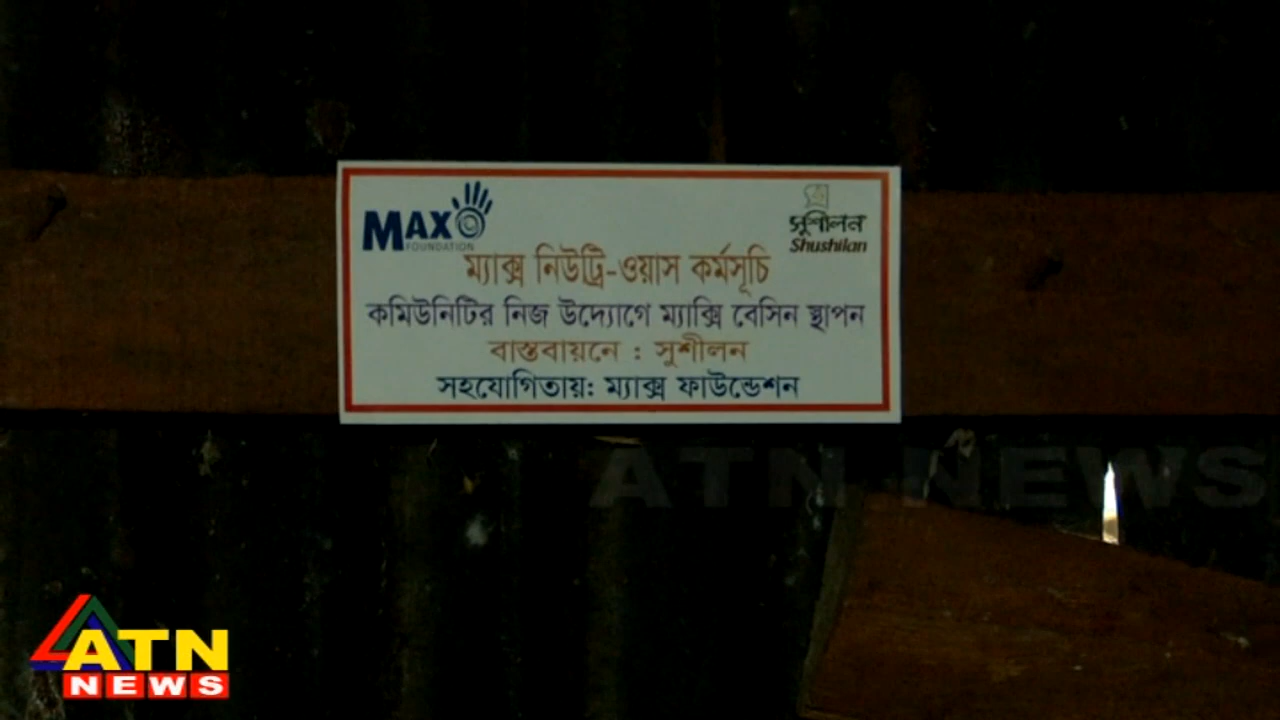 MAX
FOUNDATION
সুশীলন
Shushilan
ম্যাক্স নিউট্রি-ওয়াস কর্মসূচি
কমিউনিটির নিজ উদ্যোগে ম্যাক্সি বেসিন স্থাপন
বাস্তবায়নে : সুশীলন
সহযোগিতায়: ম্যাক্স ফাউন্ডেশন
ATN NEWS
ATN
NEWS